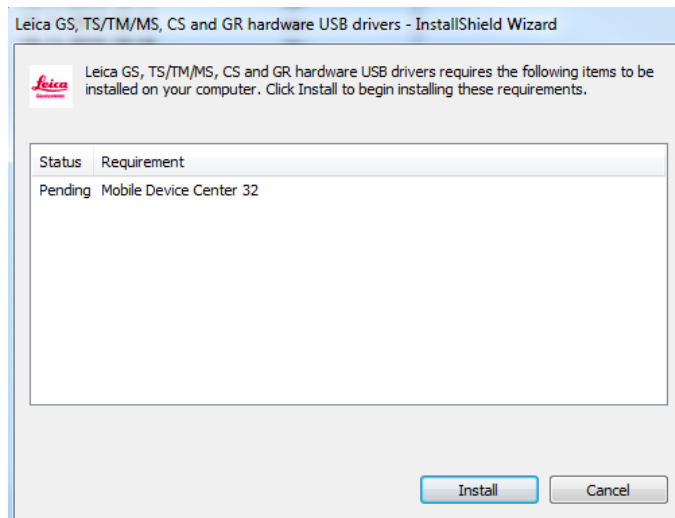 Leica GS, TS/TM/MS, CS and GR hardware USB drivers - InstallShield Wizard
Leica
Leica GS, TS/TM/MS, CS and GR hardware USB drivers requires the following items to be
installed on your computer. Click Install to begin installing these requirements.
Status Requirement
Pending Mobile Device Center 32
Install Cancel